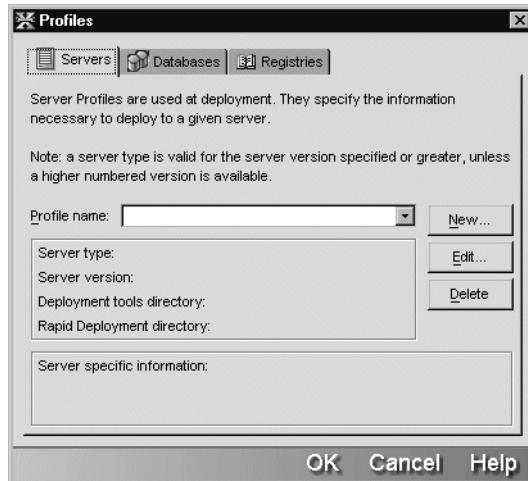 Profiles
Servers
Databases
Registries
Server Profiles are used at deployment. They specify the information
necessary to deploy to a given server.
Note: a server type is valid for the server version specified or greater, unless
a higher numbered version is available.
Profile name:
New...
Edit...
Delete
Server type:
Server version:
Deployment tools directory:
Rapid Deployment directory:
Server specific information:
OK Cancel Help